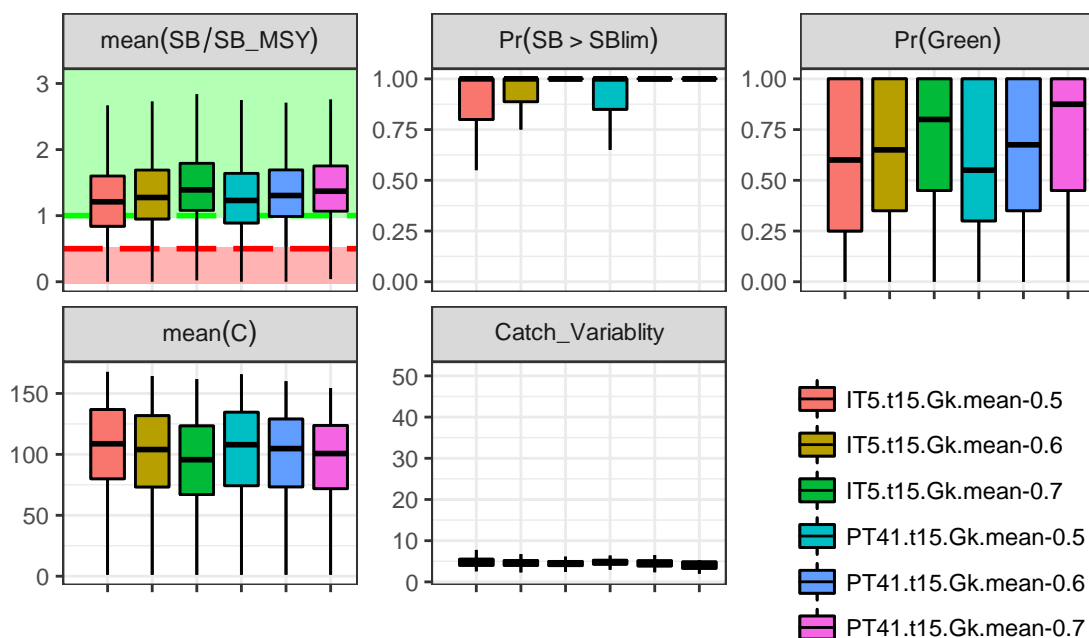 mean(SB/SB_MSY)
3
2
1
0
Pr(SB > SBlim)
1.00
0.75
0.50
0.25
0.00
Pr(Green)
1.00
0.75
0.50
0.25
0.00
mean(C)
150
100
50
0
Catch_Variablity
50
40
30
20
10
0
IT5.t15.Gk.mean-0.5
IT5.t15.Gk.mean-0.6
IT5.t15.Gk.mean-0.7
PT41.t15.Gk.mean-0.5
PT41.t15.Gk.mean-0.6
PT41.t15.Gk.mean-0.7